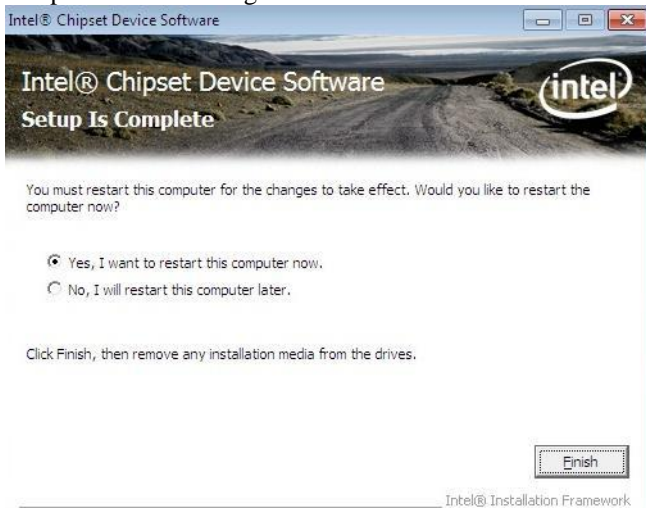 Intel® Chipset Device Software
Intel® Chipset Device Software
intel
Setup Is Complete
You must restart this computer for the changes to take effect. Would you like to restart the
computer now?
Yes, I want to restart this computer now.
No, I will restart this computer later.
Click Finish, then remove any installation media from the drives.
Finish
Intel® Installation Framework